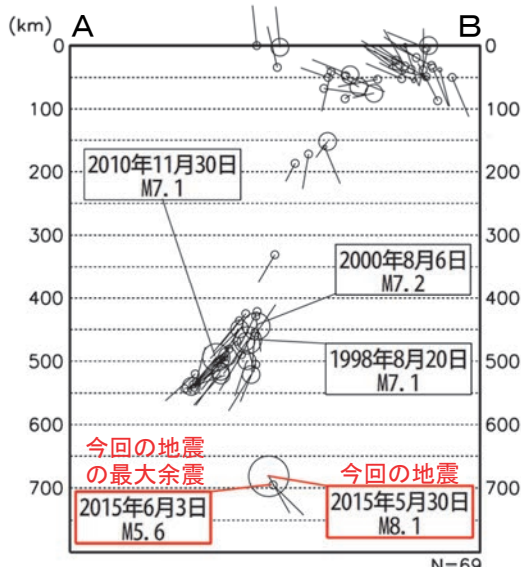 (km)
A
B
0
0
100
100
200
200
300
300
400
400
500
500
600
600
700
700
2010年11月30日
M7.1
2000年8月6日
M7.2
1998年8月20日
M7.1
今回の地震
の最大余震
2015年6月3日
M5.6
今回の地震
2015年5月30日
M8.1
N=69